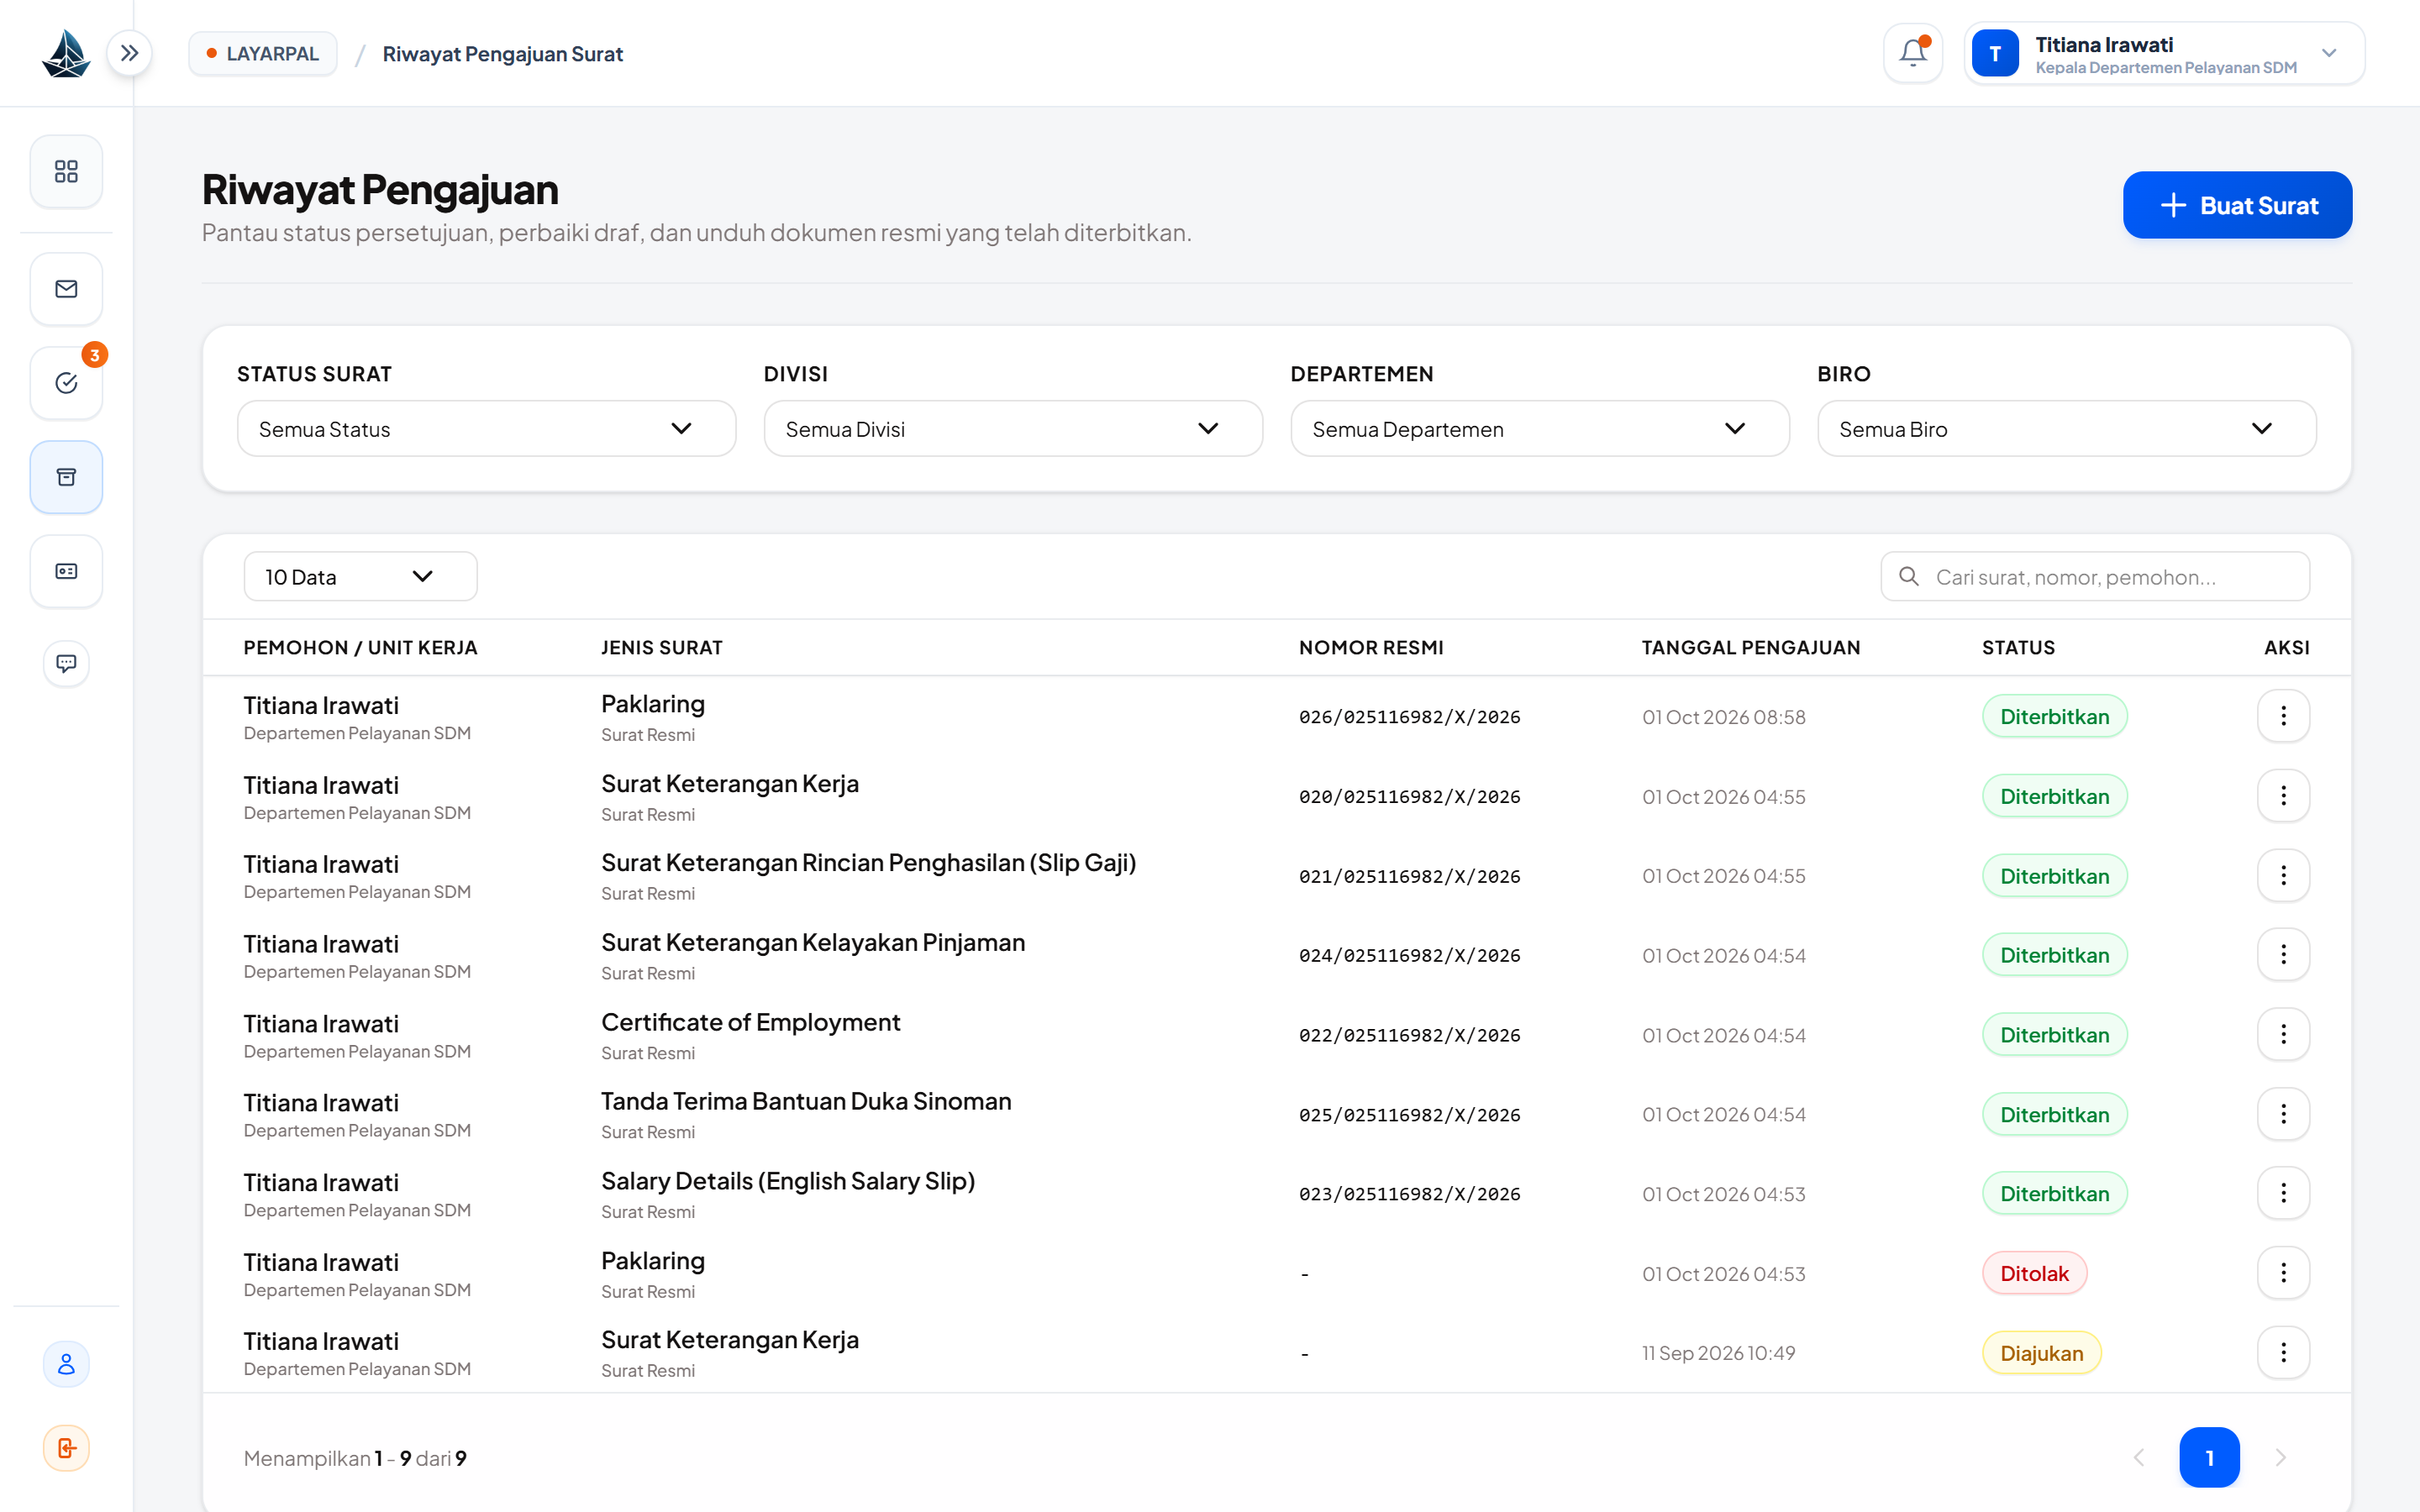 LAYARPAL / Riwayat Pengajuan Surat
T
Titiana Irawati
Kepala Departemen Pelayanan SDM
3
Riwayat Pengajuan
Pantau status persetujuan, perbaiki draf, dan unduh dokumen resmi yang telah diterbitkan.
Buat Surat
STATUS SURAT DIVISI DEPARTEMEN BIRO
Semua Status Semua Divisi Semua Departemen Semua Biro
10 Data Cari surat, nomor, pemohon...
PEMOHON / UNIT KERJA JENIS SURAT NOMOR RESMI TANGGAL PENGAJUAN STATUS AKSI
Titiana Irawati Paklaring 026/025116982/X/2026 01 Oct 2026 08:58 Diterbitkan
Departemen Pelayanan SDM Surat Resmi
Titiana Irawati Surat Keterangan Kerja 020/025116982/X/2026 01 Oct 2026 04:55 Diterbitkan
Departemen Pelayanan SDM Surat Resmi
Titiana Irawati Surat Keterangan Rincian Penghasilan (Slip Gaji) 021/025116982/X/2026 01 Oct 2026 04:55 Diterbitkan
Departemen Pelayanan SDM Surat Resmi
Titiana Irawati Surat Keterangan Kelayakan Pinjaman 024/025116982/X/2026 01 Oct 2026 04:54 Diterbitkan
Departemen Pelayanan SDM Surat Resmi
Titiana Irawati Certificate of Employment 022/025116982/X/2026 01 Oct 2026 04:54 Diterbitkan
Departemen Pelayanan SDM Surat Resmi
Titiana Irawati Tanda Terima Bantuan Duka Sinoman 025/025116982/X/2026 01 Oct 2026 04:54 Diterbitkan
Departemen Pelayanan SDM Surat Resmi
Titiana Irawati Salary Details (English Salary Slip) 023/025116982/X/2026 01 Oct 2026 04:53 Diterbitkan
Departemen Pelayanan SDM Surat Resmi
Titiana Irawati Paklaring - 01 Oct 2026 04:53 Ditolak
Departemen Pelayanan SDM Surat Resmi
Titiana Irawati Surat Keterangan Kerja - 11 Sep 2026 10:49 Diajukan
Departemen Pelayanan SDM Surat Resmi
Menampilkan 1 - 9 dari 9 1